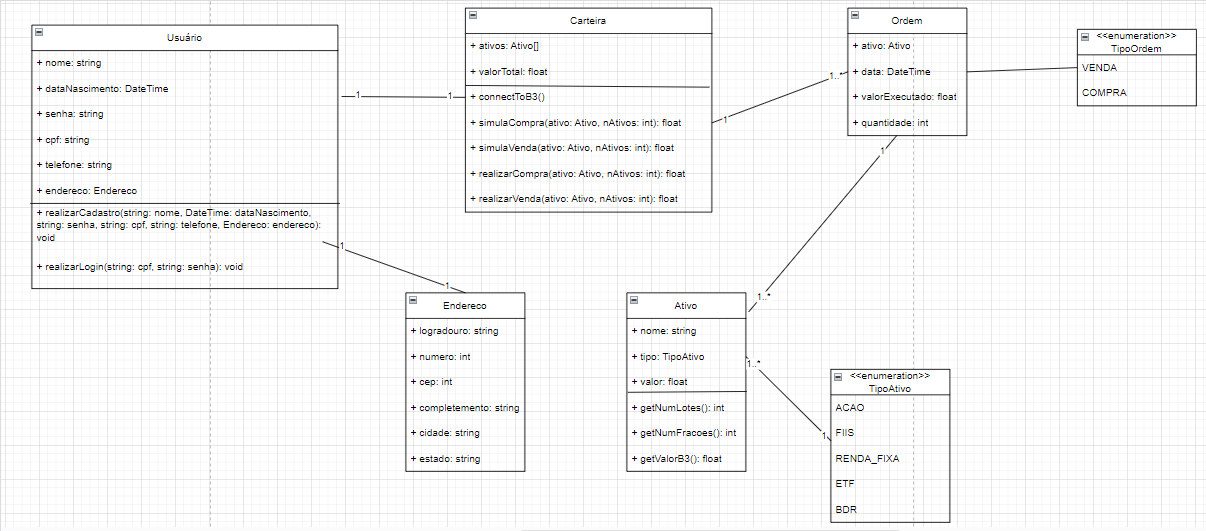 Usuário
+ nome: string
+ dataNascimento: DateTime
+ senha: string
+ cpf: string
+ telefone: string
+ endereco: Endereco
+ realizarCadastro(string: nome, DateTime: dataNascimento,
string: senha, string: cpf, string: telefone, Endereco: endereco):
void
+ realizarLogin(string: cpf, string: senha): void
1
1
Carteira
+ ativos: Ativo[]
+ valorTotal: float
+ connectToB3()
+ simulaCompra(ativo: Ativo, nAtivos: int): float
+ simulaVenda(ativo: Ativo, nAtivos: int): float
+ realizarCompra(ativo: Ativo, nAtivos: int): float
+ realizarVenda(ativo: Ativo, nAtivos: int): float
1
1..*
Ordem
+ ativo: Ativo
+ data: DateTime
+ valorExecutado: float
+ quantidade: int
<<enumeration>>
TipoOrdem
VENDA
COMPRA
1
1
Endereco
+ logradouro: string
+ numero: int
+ cep: int
+ completemento: string
+ cidade: string
+ estado: string
1
1..*
Ativo
+ nome: string
+ tipo: TipoAtivo
+ valor: float
+ getNumLotes(): int
+ getNumFracoes(): int
+ getValorB3(): float
1..*
1
<<enumeration>>
TipoAtivo
ACAO
FIIS
RENDA_FIXA
ETF
BDR